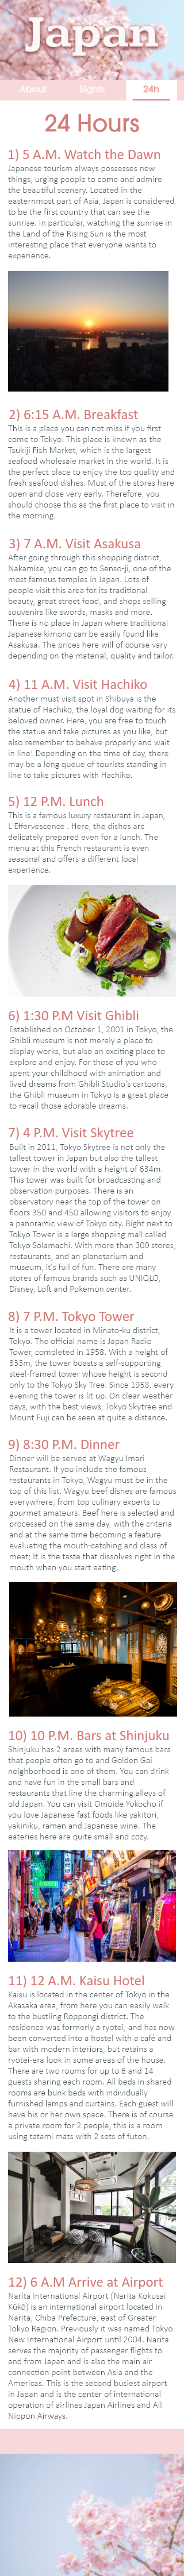 Japan
About Sights 24h
24 Hours
1) 5 A.M. Watch the Dawn
Japanese tourism always possesses new
things, urging people to come and admire
the beautiful scenery. Located in the
easternmost part of Asia, Japan is considered
to be the first country that can see the
sunrise. In particular, watching the sunrise in
the Land of the Rising Sun is the most
interesting place that everyone wants to
experience.
2) 6:15 A.M. Breakfast
This is a place you can not miss if you first
come to Tokyo. This place is known as the
Tsukiji Fish Market, which is the largest
seafood wholesale market in the world. It is
the perfect place to enjoy the top quality and
fresh seafood dishes. Most of the stores here
open and close very early. Therefore, you
should choose this as the first place to visit in
the morning.
3) 7 A.M. Visit Asakusa
After going through this shopping district,
Nakamise, you can go to Senso-ji, one of the
most famous temples in Japan. Lots of
people visit this area for its traditional
beauty, great street food, and shops selling
souvenirs like swords, masks and more.
There is no place in Japan where traditional
Japanese kimono can be easily found like
Asakusa. The prices here will of course vary
depending on the material, quality and tailor.
4) 11 A.M. Visit Hachiko
Another must-visit spot in Shibuya is the
statue of Hachiko, the loyal dog waiting for its
beloved owner. Here, you are free to touch
the statue and take pictures as you like, but
also remember to behave properly and wait
in line! Depending on the time of day, there
may be a long queue of tourists standing in
line to take pictures with Hachiko.
5) 12 P.M. Lunch
This is a famous luxury restaurant in Japan,
L'Effervescence . Here, the dishes are
delicately prepared even for a lunch. The
menu at this French restaurant is even
seasonal and offers a different local
experience.
6) 1:30 P.M Visit Ghibli
Established on October 1, 2001 in Tokyo, the
Ghibli museum is not merely a place to
display works, but also an exciting place to
explore and enjoy. For those of you who
spent your childhood with animation and
lived dreams from Ghibli Studio's cartoons,
the Ghibli museum in Tokyo is a great place
to recall those adorable dreams.
7) 4 P.M. Visit Skytree
Built in 2011, Tokyo Skytree is not only the
tallest tower in Japan but also the tallest
tower in the world with a height of 634m.
This tower was built for broadcasting and
observation purposes. There is an
observatory near the top of the tower on
floors 350 and 450 allowing visitors to enjoy
a panoramic view of Tokyo city. Right next to
Tokyo Tower is a large shopping mall called
Tokyo Solamachi. With more than 300 stores,
restaurants, and an planetarium and
museum, it's full of fun. There are many
stores of famous brands such as UNIQLO,
Disney, Loft and Pokemon center.
8) 7 P.M. Tokyo Tower
It is a tower located in Minato-ku district,
Tokyo. The official name is Japan Radio
Tower, completed in 1958. With a height of
333m, the tower boasts a self-supporting
steel-framed tower whose height is second
only to the Tokyo Sky Tree. Since 1958, every
evening the tower is lit up. On clear weather
days, with the best views, Tokyo Skytree and
Mount Fuji can be seen at quite a distance.
9) 8:30 P.M. Dinner
Dinner will be served at Wagyu Imari
Restaurant. If you include the famous
restaurants in Tokyo, Wagyu must be in the
top of this list. Wagyu beef dishes are famous
everywhere, from top culinary experts to
gourmet amateurs. Beef here is selected and
processed on the same day, with the criteria
and at the same time becoming a feature
evaluating the mouth-catching and class of
meat; It is the taste that dissolves right in the
mouth when you start eating.
10) 10 P.M. Bars at Shinjuku
Shinjuku has 2 areas with many famous bars
that people often go to and Golden Gai
neighborhood is one of them. You can drink
and have fun in the small bars and
restaurants that line the charming alleys of
old Japan. You can visit Omoide Yokocho if
you love Japanese fast foods like yakitori,
yakiniku, ramen and Japanese wine. The
eateries here are quite small and cozy.
11) 12 A.M. Kaisu Hotel
Kaisu is located in the center of Tokyo in the
Akasaka area, from here you can easily walk
to the bustling Roppongi district. The
residence was formerly a ryotei, and has now
been converted into a hostel with a café and
bar with modern interiors, but retains a
ryotei-era look in some areas of the house.
There are two rooms for up to 6 and 14
guests sharing each room. All beds in shared
rooms are bunk beds with individually
furnished lamps and curtains. Each guest will
have his or her own space. There is of course
a private room for 2 people, this is a room
using tatami mats with 2 sets of futon.
12) 6 A.M Arrive at Airport
Narita International Airport (Narita Kokusai
Kūkō) is an international airport located in
Narita, Chiba Prefecture, east of Greater
Tokyo Region. Previously it was named Tokyo
New International Airport until 2004. Narita
serves the majority of passenger flights to
and from Japan and is also the main air
connection point between Asia and the
Americas. This is the second busiest airport
in Japan and is the center of international
operation of airlines Japan Airlines and All
Nippon Airways.